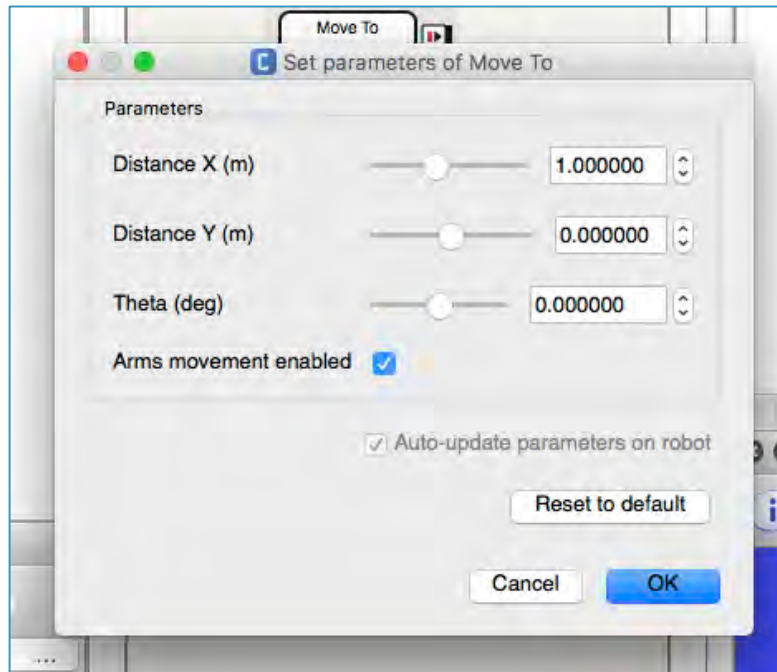 Move To
C Set parameters of Move To
Parameters
Distance X (m) 1.000000
Distance Y (m) 0.000000
Theta (deg) 0.000000
Arms movement enabled
Auto-update parameters on robot
Reset to default
i
Cancel OK
...